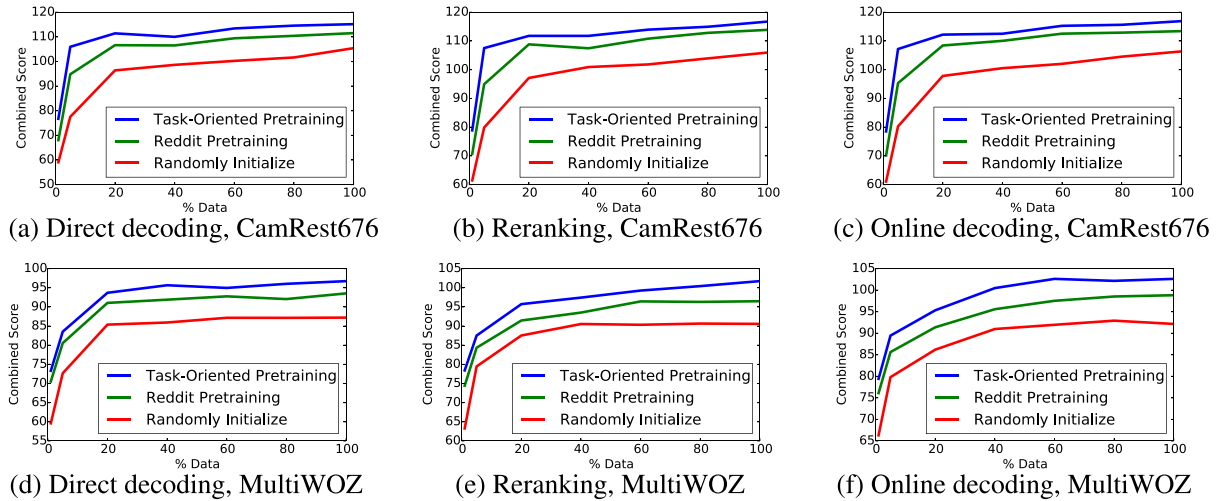 120
110
100
90
80
70
60
50
Combined Score
Task-Oriented Pretraining
Reddit Pretraining
Randomly Initialize
0 20 40 60 80 100
% Data
(a) Direct decoding, CamRest676
120
110
100
90
80
70
60
Combined Score
Task-Oriented Pretraining
Reddit Pretraining
Randomly Initialize
0 20 40 60 80 100
% Data
(b) Reranking, CamRest676
120
110
100
90
80
70
60
Combined Score
Task-Oriented Pretraining
Reddit Pretraining
Randomly Initialize
0 20 40 60 80 100
% Data
(c) Online decoding, CamRest676
100
95
90
85
80
75
70
65
60
55
Combined Score
Task-Oriented Pretraining
Reddit Pretraining
Randomly Initialize
0 20 40 60 80 100
% Data
(d) Direct decoding, MultiWOZ
105
100
95
90
85
80
75
70
65
60
Combined Score
Task-Oriented Pretraining
Reddit Pretraining
Randomly Initialize
0 20 40 60 80 100
% Data
(e) Reranking, MultiWOZ
105
100
95
90
85
80
75
70
65
Combined Score
Task-Oriented Pretraining
Reddit Pretraining
Randomly Initialize
0 20 40 60 80 100
% Data
(f) Online decoding, MultiWOZ